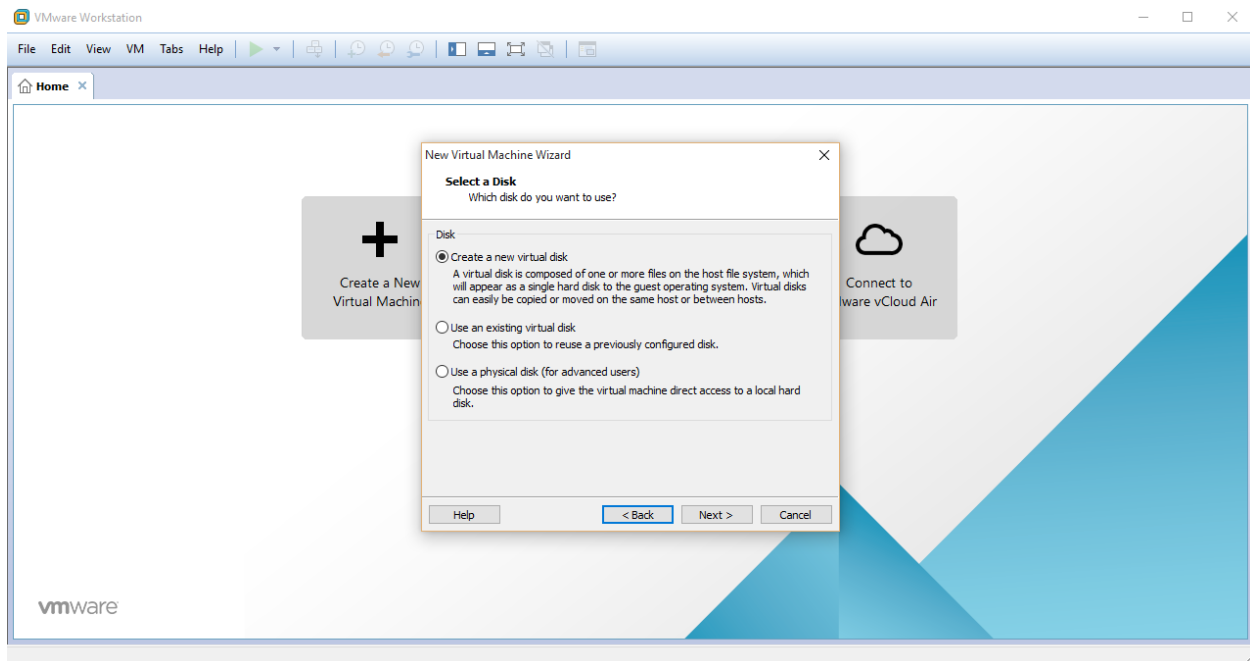 VMware Workstation
File Edit View VM Tabs Help
Home
New Virtual Machine Wizard
Select a Disk
Which disk do you want to use?
Disk
Create a new virtual disk
A virtual disk is composed of one or more files on the host file system, which
will appear as a single hard disk to the guest operating system. Virtual disks
can easily be copied or moved on the same host or between hosts.
Use an existing virtual disk
Choose this option to reuse a previously configured disk.
Use a physical disk (for advanced users)
Choose this option to give the virtual machine direct access to a local hard
disk.
Help < Back Next > Cancel
Create a New
Virtual Machin
Connect to
ware vCloud Air
vmware